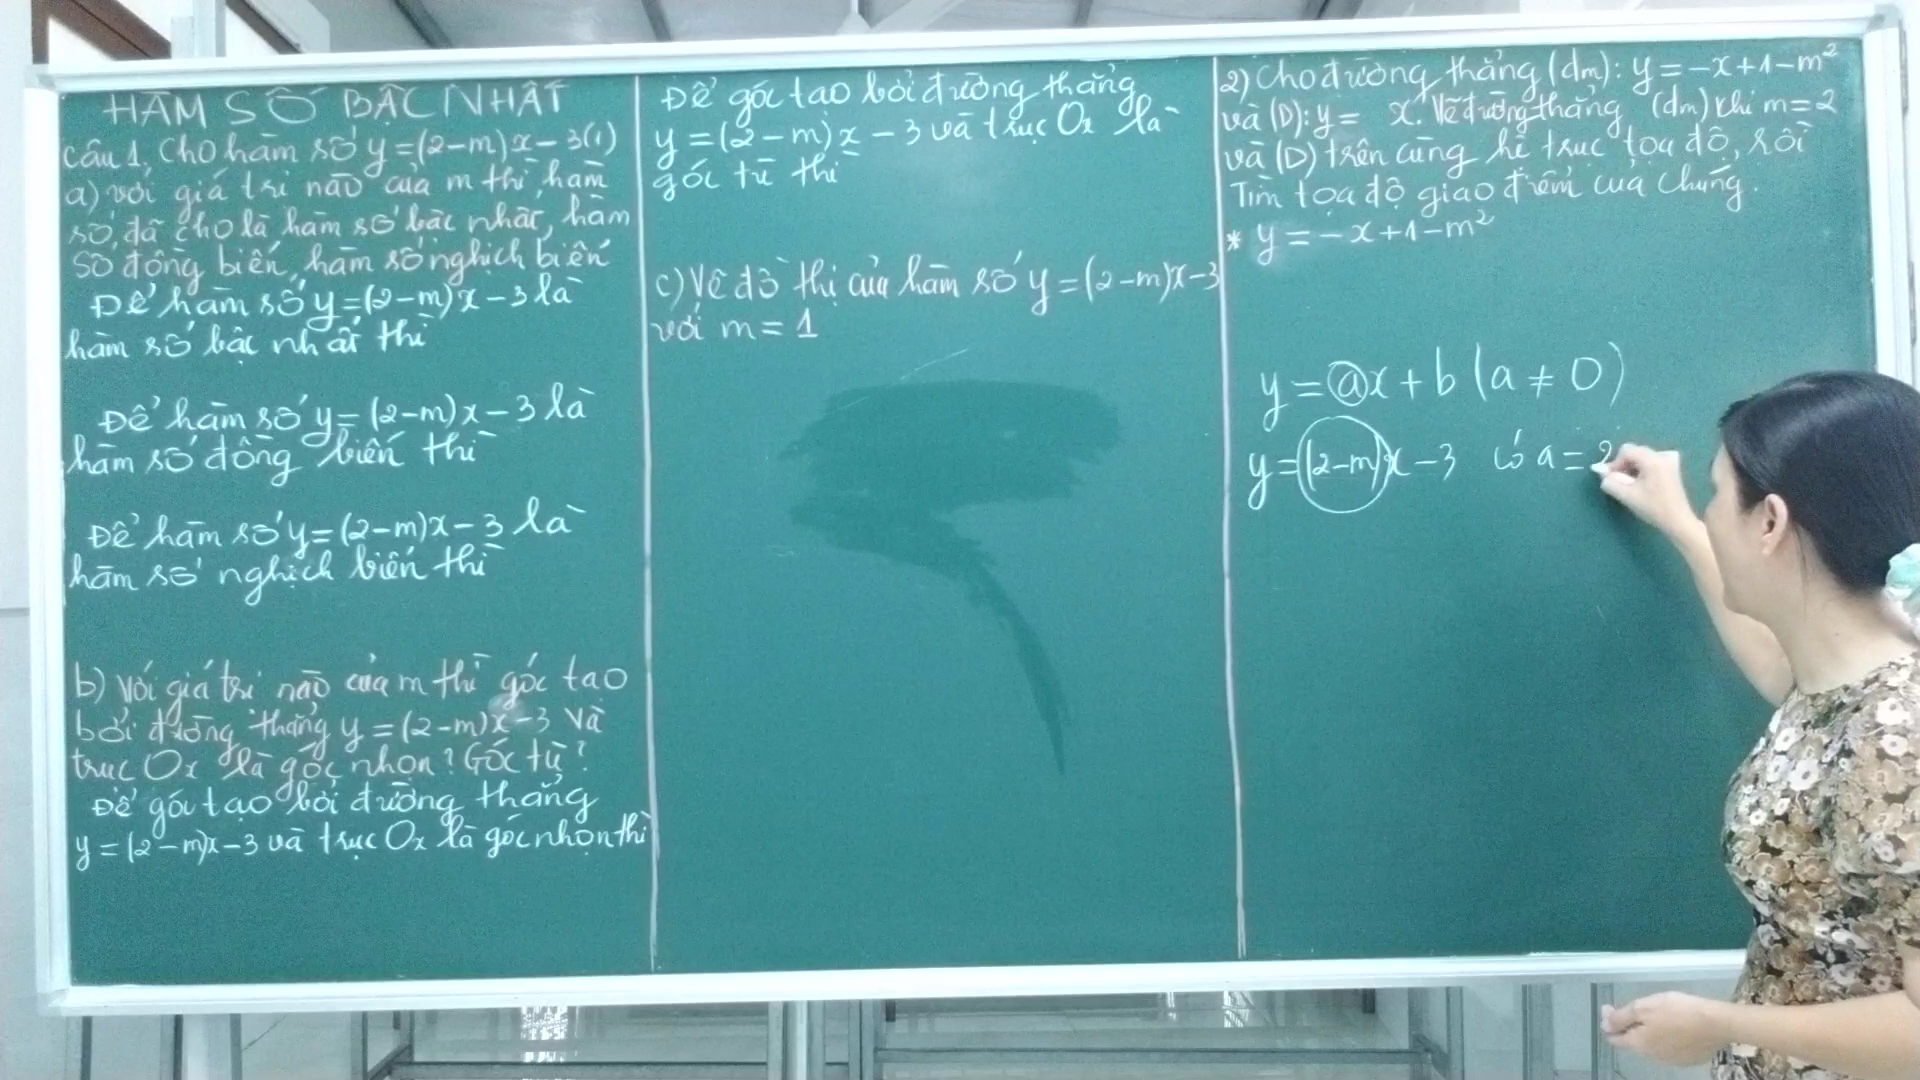 HÀM SỐ BẬC NHẤT
Câu 1. Cho hàm số y=(2-m)x-3(1)
a) với giá trị nào của m thì hàm
số đã cho là hàm số bậc nhất, hàm
số đồng biến, hàm số nghịch biến
Để hàm số y=(2-m)x-3 là
hàm số bậc nhất thì
Để hàm số y=(2-m)x-3 là
hàm số đồng biến thì
Để hàm số y=(2-m)x-3 là
hàm số nghịch biến thì
b) Với giá trị nào của m thì góc tạo
bởi đường thẳng y=(2-m)x-3 và
trục Ox là góc nhọn? Góc tù?
Để góc tạo bởi đường thẳng
y=(2-m)x-3 và trục Ox là góc nhọn thì
Để góc tạo bởi đường thẳng
y=(2-m)x-3 và trục Ox là
góc tù thì
c) Vẽ đồ thị của hàm số y=(2-m)x-3
với m=1
2) Cho đường thẳng (dm): y=-x+1-m²
và (D): y= x. Vẽ đường thẳng (dm) khi m=2
và (D) trên cùng hệ trục tọa độ, rồi
Tìm tọa độ giao điểm của chúng.
* y=-x+1-m²
y=ax+b (a≠0)
y=(2-m)x-3 có a=2